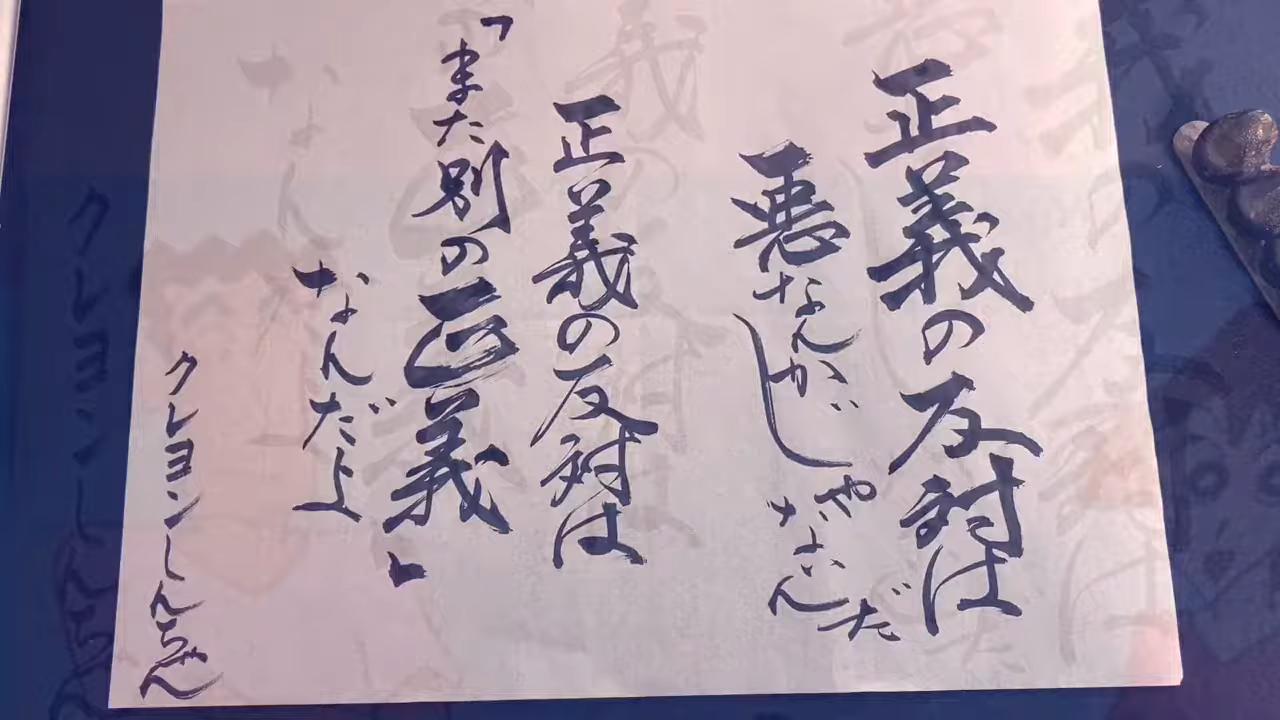 正義の反対は
悪なんかじゃないんだ
正義の反対は
「また別の正義」
なんだよ
クレヨンしんちゃん